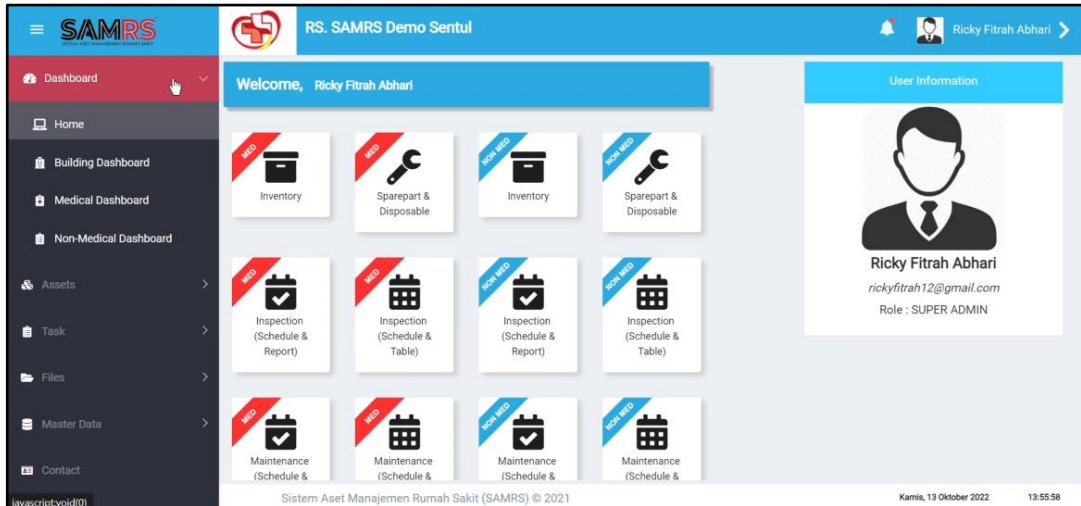 SAMRS
SISTEM ASET MANAJEMEN RUMAH SAKIT
RS. SAMRS Demo Sentul
Ricky Fitrah Abhari
Dashboard
Home
Building Dashboard
Medical Dashboard
Non-Medical Dashboard
Assets
Task
Files
Master Data
Contact
javascript:void(0)
Welcome, Ricky Fitrah Abhari
MED
Inventory
MED
Sparepart &
Disposable
NON MED
Inventory
NON MED
Sparepart &
Disposable
MED
Inspection
(Schedule &
Report)
MED
Inspection
(Schedule &
Table)
NON MED
Inspection
(Schedule &
Report)
NON MED
Inspection
(Schedule &
Table)
MED
Maintenance
(Schedule &
MED
Maintenance
(Schedule &
NON MED
Maintenance
(Schedule &
NON MED
Maintenance
(Schedule &
User Information
Ricky Fitrah Abhari
rickyfitrah12@gmail.com
Role : SUPER ADMIN
Sistem Aset Manajemen Rumah Sakit (SAMRS) © 2021
Kamis, 13 Oktober 2022 13:55:58